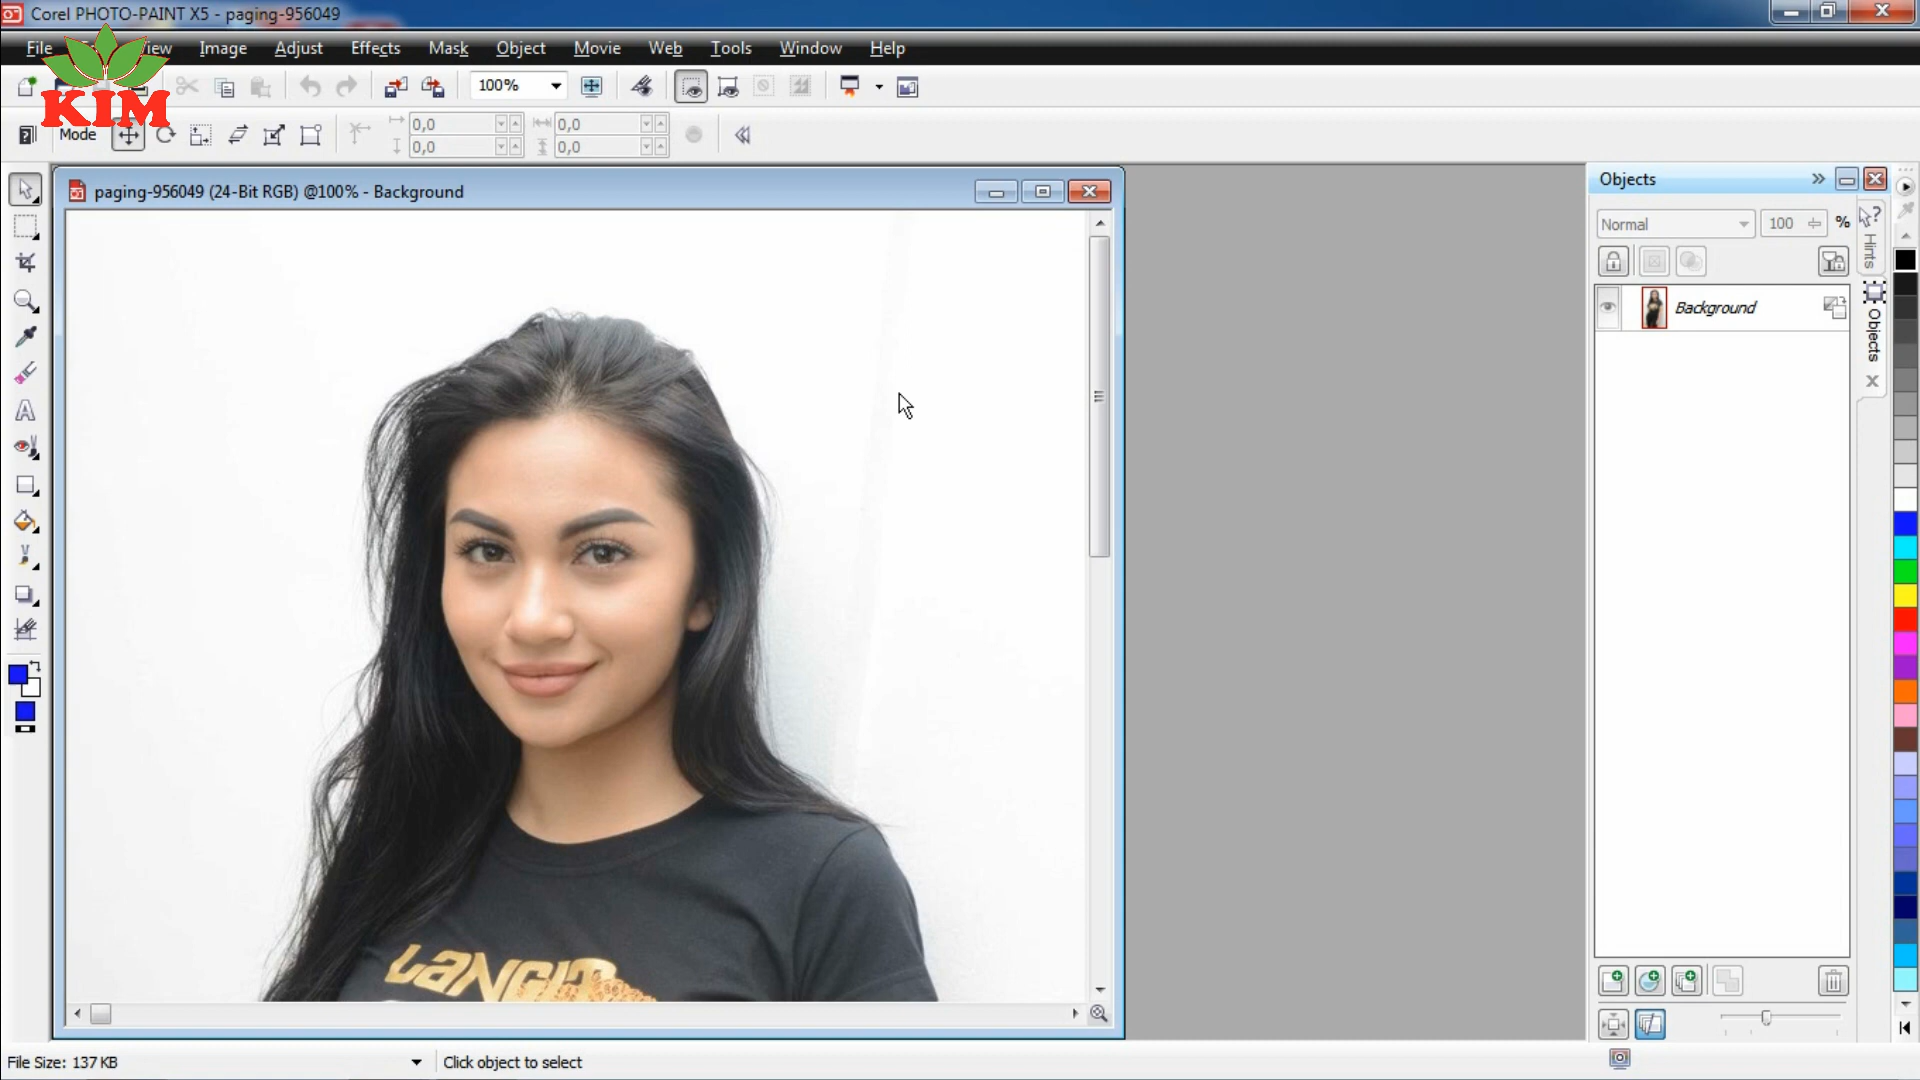 Corel PHOTO-PAINT X5 - paging-956049
File View Image Adjust Effects Mask Object Movie Web Tools Window Help
KIM
100%
Mode
0,0 0,0
0,0 0,0
paging-956049 (24-Bit RGB) @100% - Background
Objects
Normal 100 %
Hints
Background
Objects
LANCIA
File Size: 137 KB Click object to select